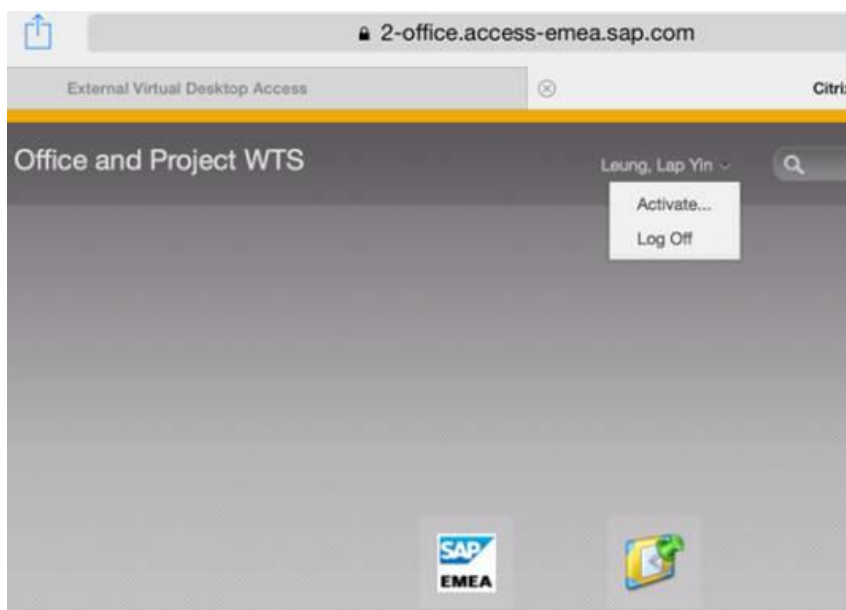 2-office.access-emea.sap.com
External Virtual Desktop Access
Office and Project WTS
Leung, Lap Yin
Activate...
Log Off
SAP
EMEA